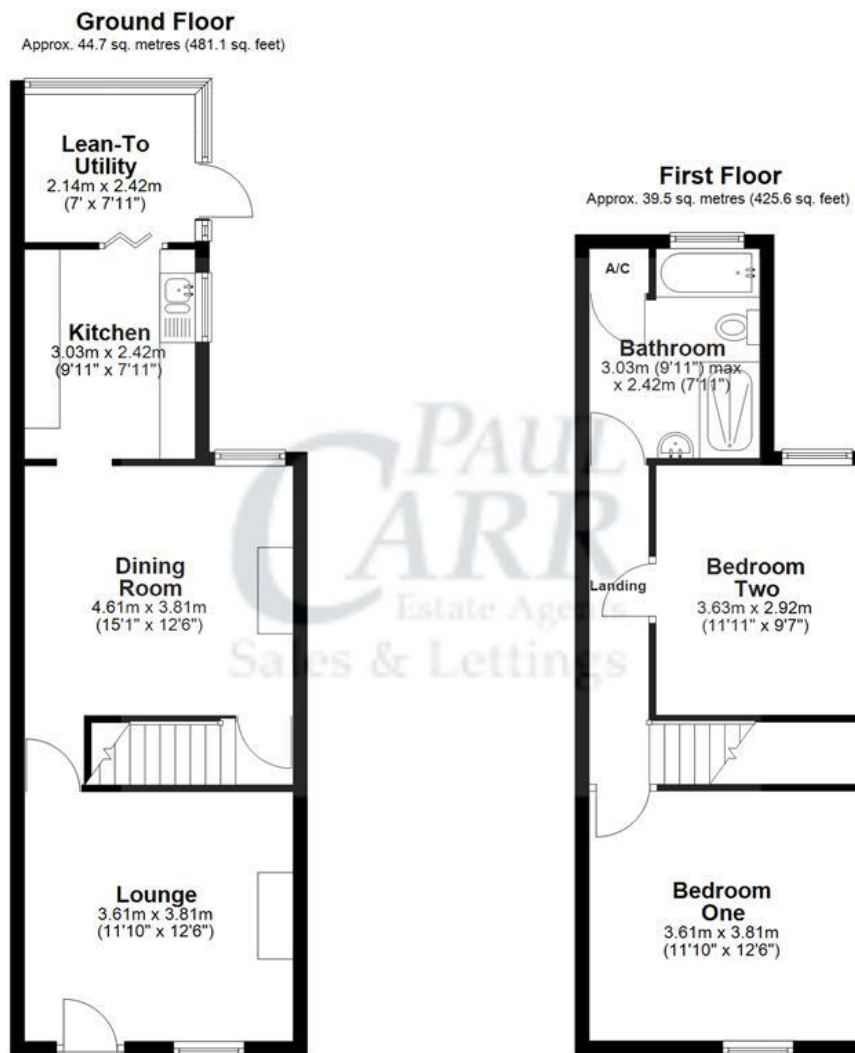 Ground Floor
Approx. 44.7 sq. metres (481.1 sq. feet)
Lean-To
Utility
2.14m x 2.42m
(7' x 7'11")
Kitchen
3.03m x 2.42m
(9'11" x 7'11")
Dining
Room
4.61m x 3.81m
(15'1" x 12'6")
Lounge
3.61m x 3.81m
(11'10" x 12'6")
First Floor
Approx. 39.5 sq. metres (425.6 sq. feet)
A/C
Bathroom
3.03m (9'11") max
x 2.42m (7'11")
Landing
Bedroom
Two
3.63m x 2.92m
(11'11" x 9'7")
Bedroom
One
3.61m x 3.81m
(11'10" x 12'6")
PAUL
CARR
Estate Agents
Sales & Lettings